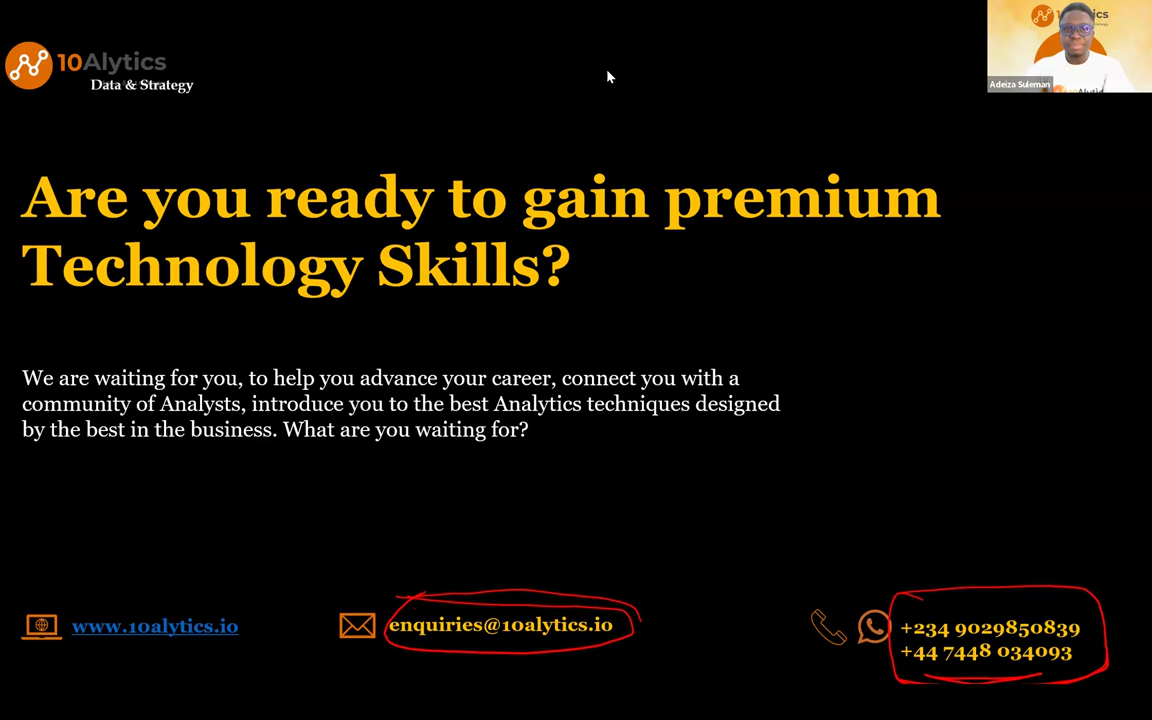 10Alytics
Data & Strategy
Adeiza Suleman
Are you ready to gain premium
Technology Skills?
We are waiting for you, to help you advance your career, connect you with a
community of Analysts, introduce you to the best Analytics techniques designed
by the best in the business. What are you waiting for?
www.10alytics.io
enquiries@10alytics.io
+234 9029850839
+44 7448 034093